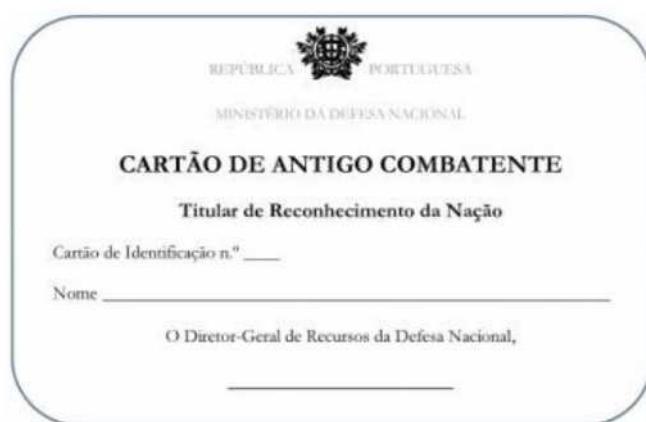 REPÚBLICA PORTUGUESA
MINISTÉRIO DA DEFESA NACIONAL
CARTÃO DE ANTIGO COMBATENTE
Titular de Reconhecimento da Nação
Cartão de Identificação n.º ____
Nome ____
O Diretor-Geral de Recursos da Defesa Nacional,